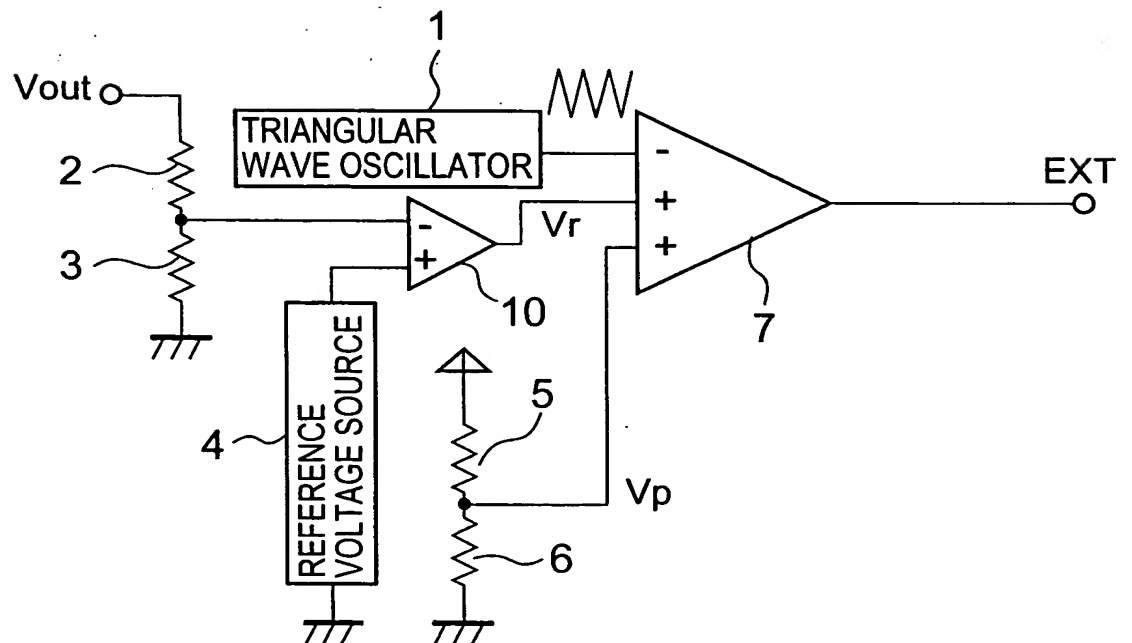 1
Vout
TRIANGULAR
WAVE OSCILLATOR
-
+
+
EXT
2
Vr
-
+
3
10
7
REFERENCE
VOLTAGE SOURCE
4
5
Vp
6